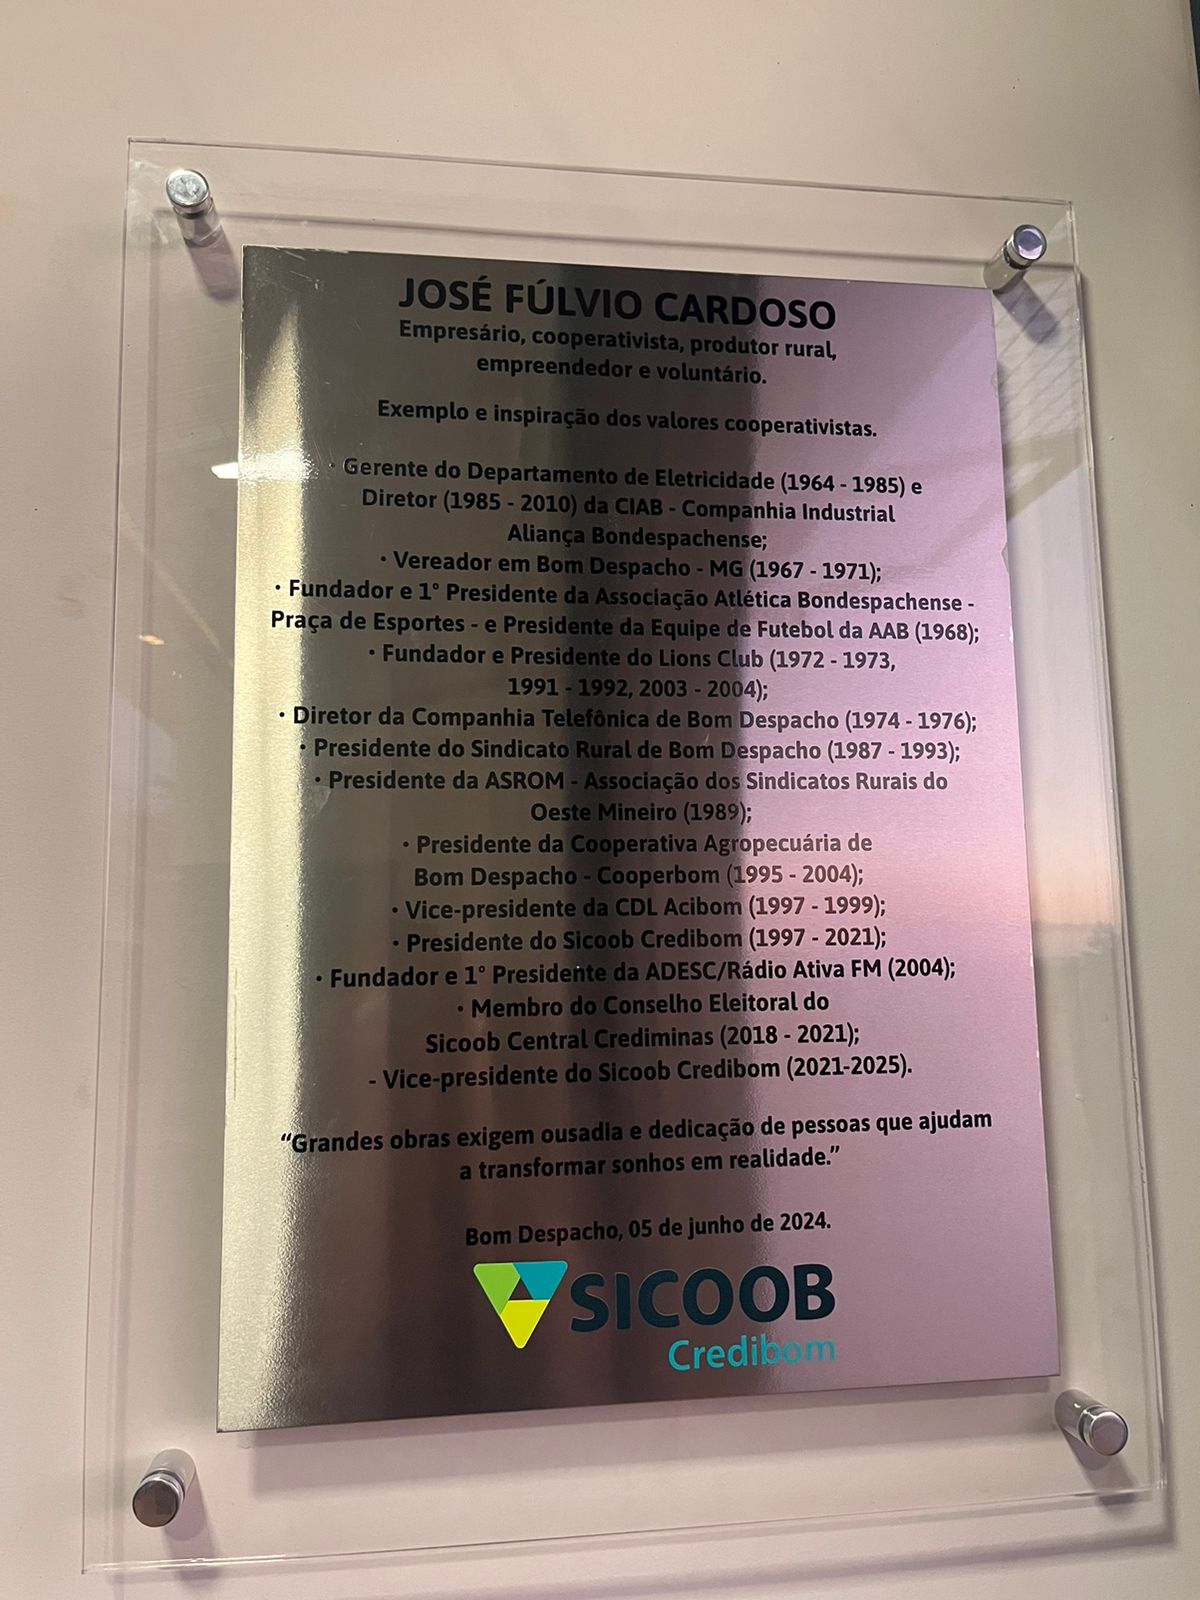 JOSÉ FÚLVIO CARDOSO
Empresário, cooperativista, produtor rural,
empreendedor e voluntário.
Exemplo e inspiração dos valores cooperativistas.
· Gerente do Departamento de Eletricidade (1964 - 1985) e
Diretor (1985 - 2010) da CIAB - Companhia Industrial
Aliança Bondespachense;
· Vereador em Bom Despacho - MG (1967 - 1971);
· Fundador e 1° Presidente da Associação Atlética Bondespachense -
Praça de Esportes - e Presidente da Equipe de Futebol da AAB (1968);
· Fundador e Presidente do Lions Club (1972 - 1973,
1991 - 1992, 2003 - 2004);
· Diretor da Companhia Telefônica de Bom Despacho (1974 - 1976);
· Presidente do Sindicato Rural de Bom Despacho (1987 - 1993);
· Presidente da ASROM - Associação dos Sindicatos Rurais do
Oeste Mineiro (1989);
· Presidente da Cooperativa Agropecuária de
Bom Despacho - Cooperbom (1995 - 2004);
· Vice-presidente da CDL Acibom (1997 - 1999);
· Presidente do Sicoob Credibom (1997 - 2021);
· Fundador e 1° Presidente da ADESC/Rádio Ativa FM (2004);
· Membro do Conselho Eleitoral do
Sicoob Central Crediminas (2018 - 2021);
- Vice-presidente do Sicoob Credibom (2021-2025).
“Grandes obras exigem ousadia e dedicação de pessoas que ajudam
a transformar sonhos em realidade.”
Bom Despacho, 05 de junho de 2024.
SICOOB
Credibom